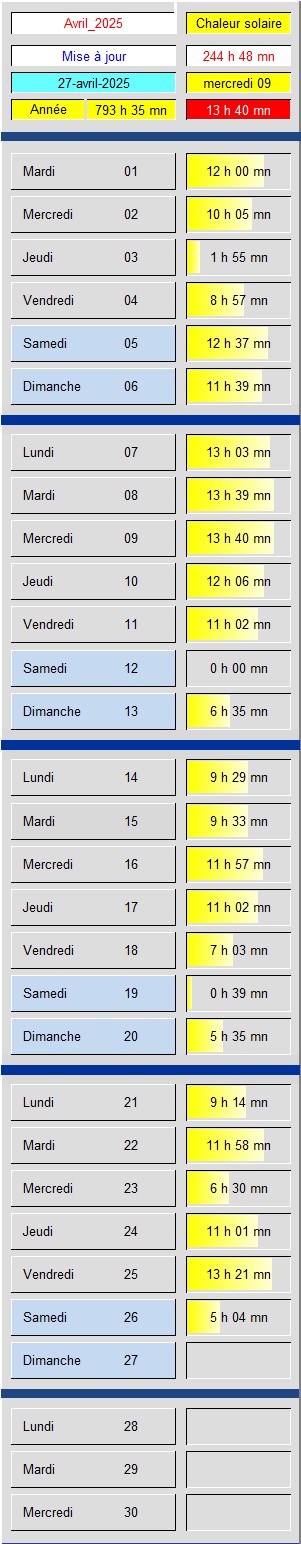 Avril_2025 Chaleur solaire
Mise à jour 244 h 48 mn
27-avril-2025 mercredi 09
Année 793 h 35 mn 13 h 40 mn
Mardi 01 12 h 00 mn
Mercredi 02 10 h 05 mn
Jeudi 03 1 h 55 mn
Vendredi 04 8 h 57 mn
Samedi 05 12 h 37 mn
Dimanche 06 11 h 39 mn
Lundi 07 13 h 03 mn
Mardi 08 13 h 39 mn
Mercredi 09 13 h 40 mn
Jeudi 10 12 h 06 mn
Vendredi 11 11 h 02 mn
Samedi 12 0 h 00 mn
Dimanche 13 6 h 35 mn
Lundi 14 9 h 29 mn
Mardi 15 9 h 33 mn
Mercredi 16 11 h 57 mn
Jeudi 17 11 h 02 mn
Vendredi 18 7 h 03 mn
Samedi 19 0 h 39 mn
Dimanche 20 5 h 35 mn
Lundi 21 9 h 14 mn
Mardi 22 11 h 58 mn
Mercredi 23 6 h 30 mn
Jeudi 24 11 h 01 mn
Vendredi 25 13 h 21 mn
Samedi 26 5 h 04 mn
Dimanche 27
Lundi 28
Mardi 29
Mercredi 30